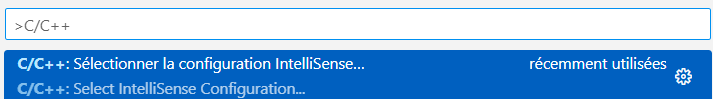 >C/C++
C/C++: Sélectionner la configuration IntelliSense... récemment utilisées
C/C++: Select IntelliSense Configuration...